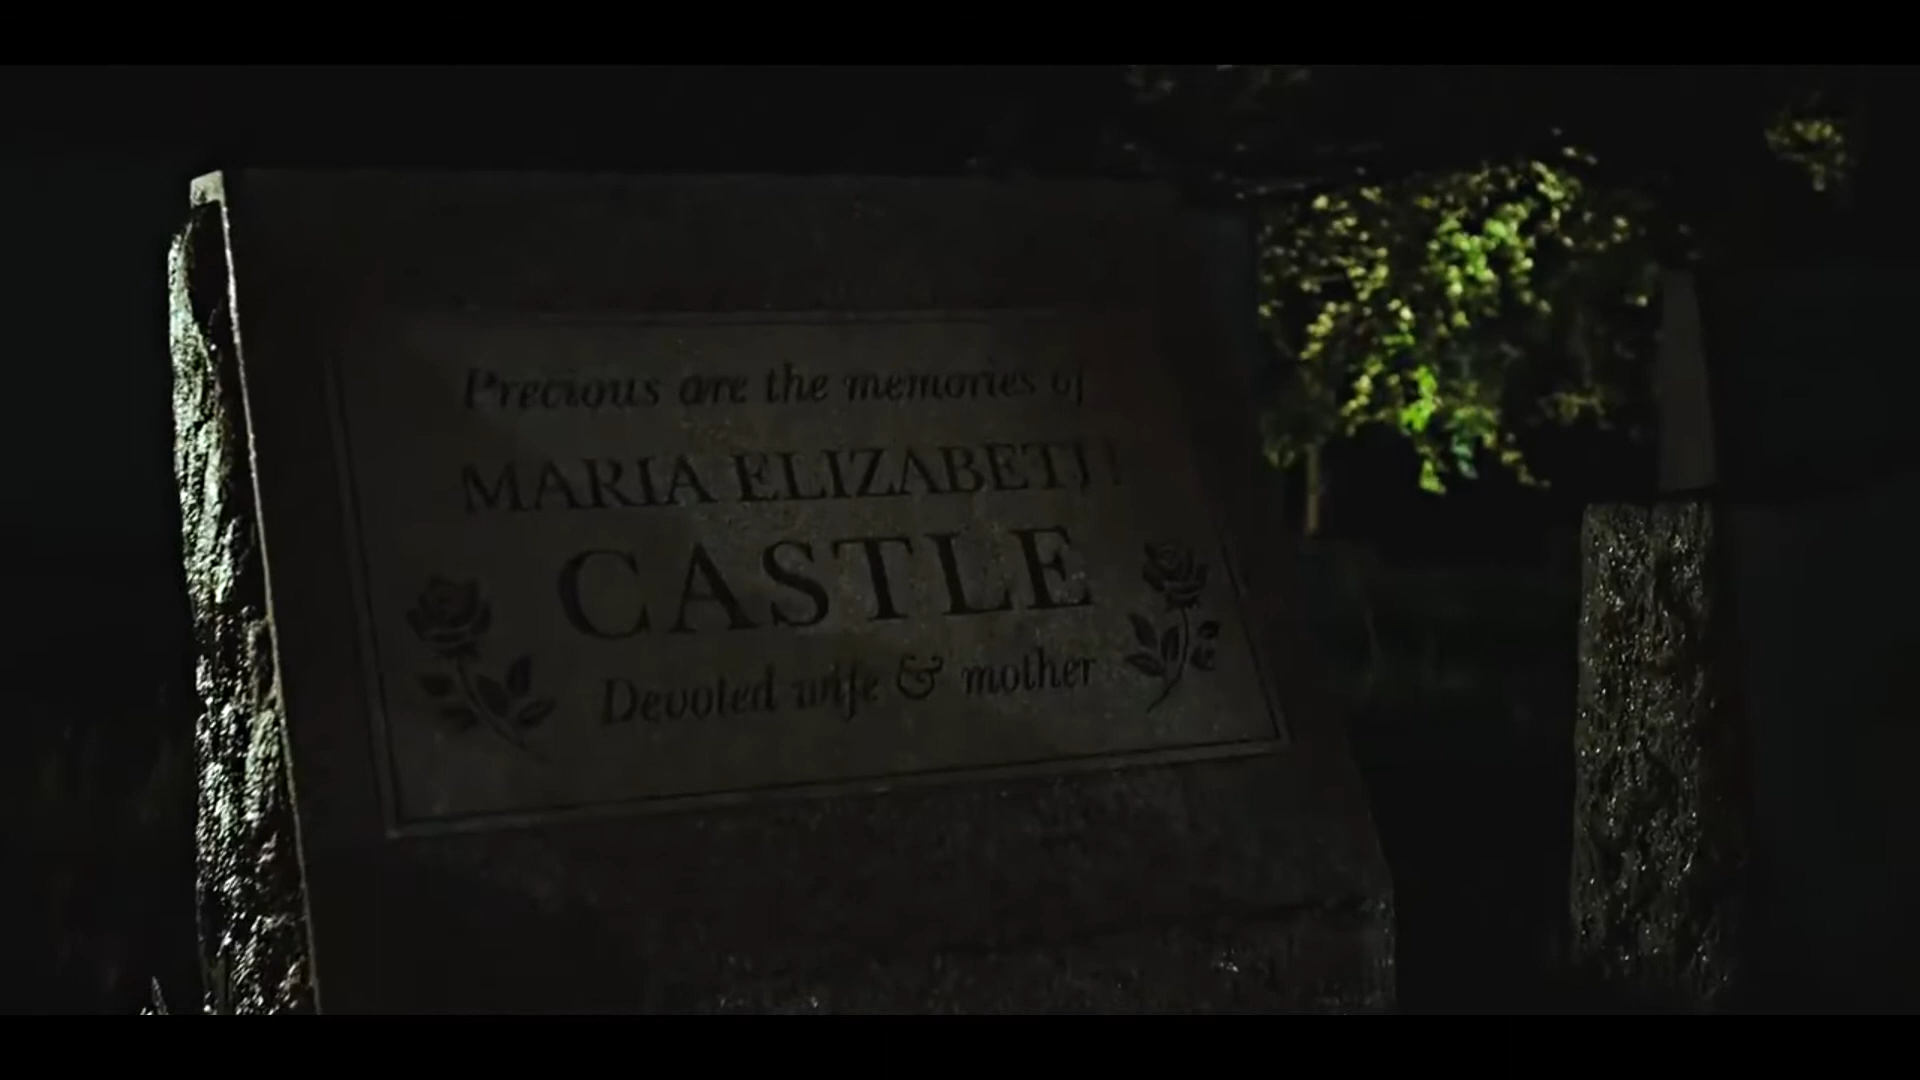 Precious are the memories of
MARIA ELIZABETH
CASTLE
Devoted wife & mother